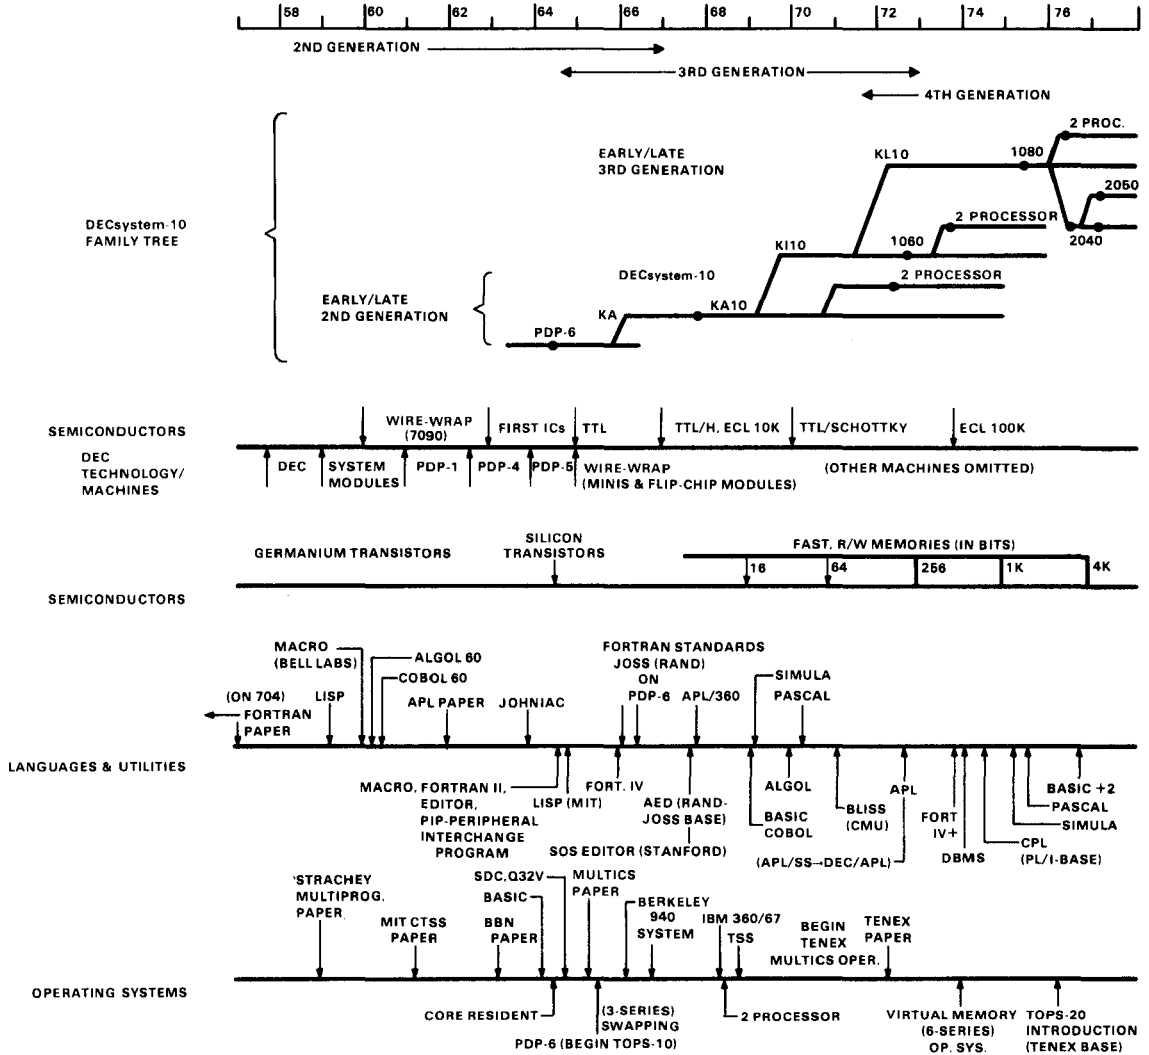 58 60 62 64 66 68 70 72 74 76
2ND GENERATION
3RD GENERATION
4TH GENERATION
2 PROC.
EARLY/LATE
3RD GENERATION
KL10
1080
2050
DECsystem-10
FAMILY TREE
2 PROCESSOR
KI10
1060
2040
DECsystem-10
2 PROCESSOR
EARLY/LATE
2ND GENERATION
KA
KA10
PDP-6
SEMICONDUCTORS
WIRE-WRAP
(7090)
FIRST ICs
TTL
TTL/H, ECL 10K
TTL/SCHOTTKY
ECL 100K
DEC
TECHNOLOGY/
MACHINES
DEC
SYSTEM
MODULES
PDP-1
PDP-4
PDP-5
WIRE-WRAP
(MINIS & FLIP-CHIP MODULES)
(OTHER MACHINES OMITTED)
GERMANIUM TRANSISTORS
SILICON
TRANSISTORS
FAST, R/W MEMORIES (IN BITS)
16
64
256
1K
4K
SEMICONDUCTORS
MACRO
(BELL LABS)
ALGOL 60
COBOL 60
FORTRAN STANDARDS
JOSS (RAND)
ON
PDP-6
APL/360
SIMULA
PASCAL
(ON 704)
FORTRAN
PAPER
LISP
APL PAPER
JOHNIAC
LANGUAGES & UTILITIES
MACRO, FORTRAN II,
EDITOR,
PIP-PERIPHERAL
INTERCHANGE
PROGRAM
LISP (MIT)
FORT. IV
AED (RAND-
JOSS BASE)
SOS EDITOR (STANFORD)
ALGOL
BASIC
COBOL
BLISS
(CMU)
APL
(APL/SS→DEC/APL)
FORT
IV+
DBMS
BASIC +2
PASCAL
SIMULA
CPL
(PL/I-BASE)
STRACHEY
MULTIPROG.
PAPER
MIT CTSS
PAPER
SDC,Q32V
BASIC
BBN
PAPER
MULTICS
PAPER
BERKELEY
940
SYSTEM
IBM 360/67
TSS
BEGIN
TENEX
MULTICS OPER.
TENEX
PAPER
OPERATING SYSTEMS
CORE RESIDENT
(3-SERIES)
SWAPPING
PDP-6 (BEGIN TOPS-10)
2 PROCESSOR
VIRTUAL MEMORY
(6-SERIES)
OP. SYS.
TOPS-20
INTRODUCTION
(TENEX BASE)